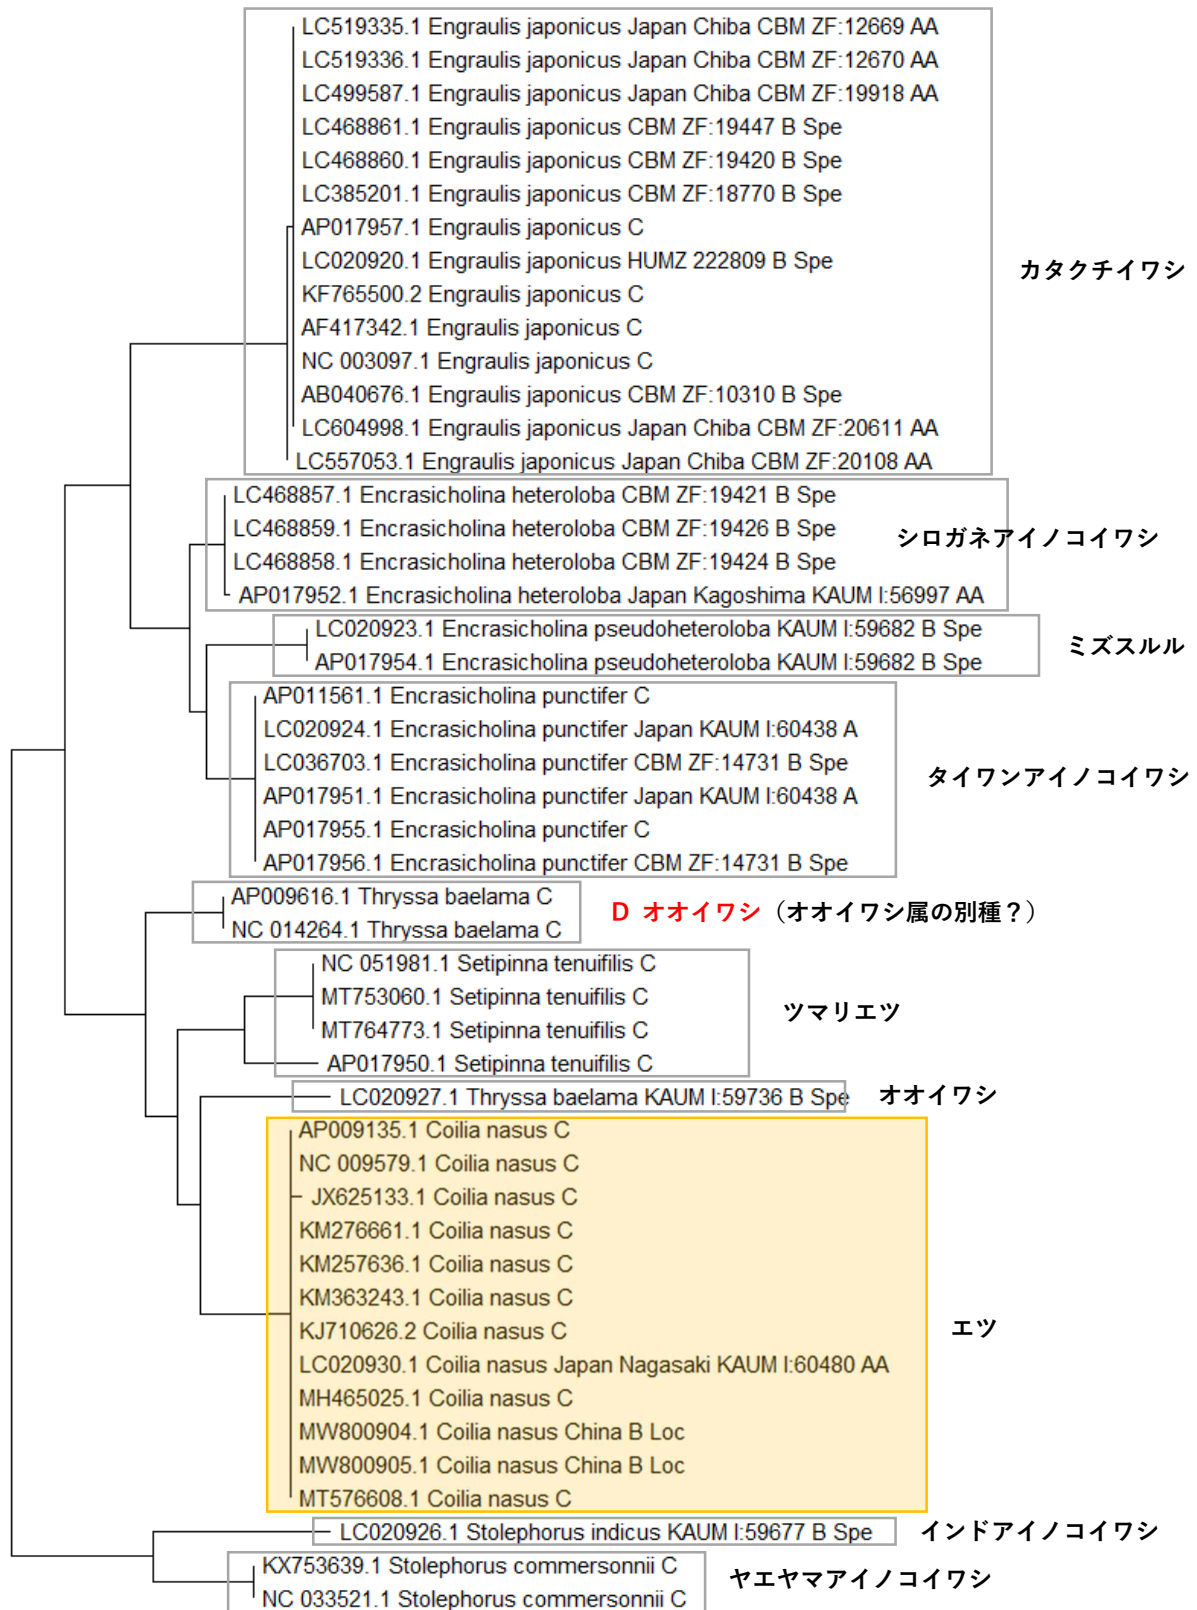 LC519335.1 Engraulis japonicus Japan Chiba CBM ZF:12669 AA
LC519336.1 Engraulis japonicus Japan Chiba CBM ZF:12670 AA
LC499587.1 Engraulis japonicus Japan Chiba CBM ZF:19918 AA
LC468861.1 Engraulis japonicus CBM ZF:19447 B Spe
LC468860.1 Engraulis japonicus CBM ZF:19420 B Spe
LC385201.1 Engraulis japonicus CBM ZF:18770 B Spe
AP017957.1 Engraulis japonicus C
LC020920.1 Engraulis japonicus HUMZ 222809 B Spe
カタクチイワシ
KF765500.2 Engraulis japonicus C
AF417342.1 Engraulis japonicus C
NC 003097.1 Engraulis japonicus C
AB040676.1 Engraulis japonicus CBM ZF:10310 B Spe
LC604998.1 Engraulis japonicus Japan Chiba CBM ZF:20611 AA
LC557053.1 Engraulis japonicus Japan Chiba CBM ZF:20108 AA
LC468857.1 Encrasicholina heteroloba CBM ZF:19421 B Spe
LC468859.1 Encrasicholina heteroloba CBM ZF:19426 B Spe
シロガネアイノコイワシ
LC468858.1 Encrasicholina heteroloba CBM ZF:19424 B Spe
AP017952.1 Encrasicholina heteroloba Japan Kagoshima KAUM I:56997 AA
LC020923.1 Encrasicholina pseudoheteroloba KAUM I:59682 B Spe
ミズスルル
AP017954.1 Encrasicholina pseudoheteroloba KAUM I:59682 B Spe
AP011561.1 Encrasicholina punctifer C
LC020924.1 Encrasicholina punctifer Japan KAUM I:60438 A
LC036703.1 Encrasicholina punctifer CBM ZF:14731 B Spe
タイワンアイノコイワシ
AP017951.1 Encrasicholina punctifer Japan KAUM I:60438 A
AP017955.1 Encrasicholina punctifer C
AP017956.1 Encrasicholina punctifer CBM ZF:14731 B Spe
AP009616.1 Thryssa baelama C
D オオイワシ（オオイワシ属の別種？）
NC 014264.1 Thryssa baelama C
NC 051981.1 Setipinna tenuifilis C
MT753060.1 Setipinna tenuifilis C
ツマリエツ
MT764773.1 Setipinna tenuifilis C
AP017950.1 Setipinna tenuifilis C
LC020927.1 Thryssa baelama KAUM I:59736 B Spe
オオイワシ
AP009135.1 Coilia nasus C
NC 009579.1 Coilia nasus C
JX625133.1 Coilia nasus C
KM276661.1 Coilia nasus C
KM257636.1 Coilia nasus C
KM363243.1 Coilia nasus C
KJ710626.2 Coilia nasus C
エツ
LC020930.1 Coilia nasus Japan Nagasaki KAUM I:60480 AA
MH465025.1 Coilia nasus C
MW800904.1 Coilia nasus China B Loc
MW800905.1 Coilia nasus China B Loc
MT576608.1 Coilia nasus C
LC020926.1 Stolephorus indicus KAUM I:59677 B Spe
インドアイノコイワシ
KX753639.1 Stolephorus commersonnii C
ヤエヤマアイノコイワシ
NC 033521.1 Stolephorus commersonnii C